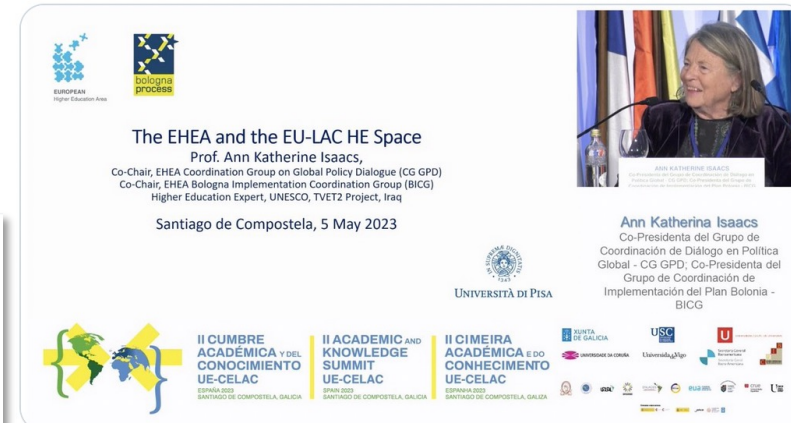 EUROPEAN
Higher Education Area
bologna
process
The EHEA and the EU-LAC HE Space
Prof. Ann Katherine Isaacs,
Co-Chair, EHEA Coordination Group on Global Policy Dialogue (CG GPD)
Co-Chair, EHEA Bologna Implementation Coordination Group (BICG)
Higher Education Expert, UNESCO, TVET2 Project, Iraq
Santiago de Compostela, 5 May 2023
UNIVERSITÀ DI PISA
ANN KATHERINE ISAACS
Ann Katherina Isaacs
Co-Presidenta del Grupo de
Coordinación de Diálogo en Política
Global - CG GPD; Co-Presidenta del
Grupo de Coordinación de
Implementación del Plan Bolonia -
BICG
II CUMBRE
ACADÉMICA Y DEL
CONOCIMIENTO
UE-CELAC
ESPAÑA 2023
SANTIAGO DE COMPOSTELA, GALICIA
II ACADEMIC AND
KNOWLEDGE
SUMMIT
UE-CELAC
SPAIN 2023
SANTIAGO DE COMPOSTELA, GALICIA
II CIMEIRA
ACADÉMICA E DO
CONHECIMENTO
UE-CELAC
ESPANHA 2023
SANTIAGO DE COMPOSTELA, GALIZA
XUNTA
DE GALICIA
USC
UNIVERSIDADE DA CORUÑA
Universidade de Vigo